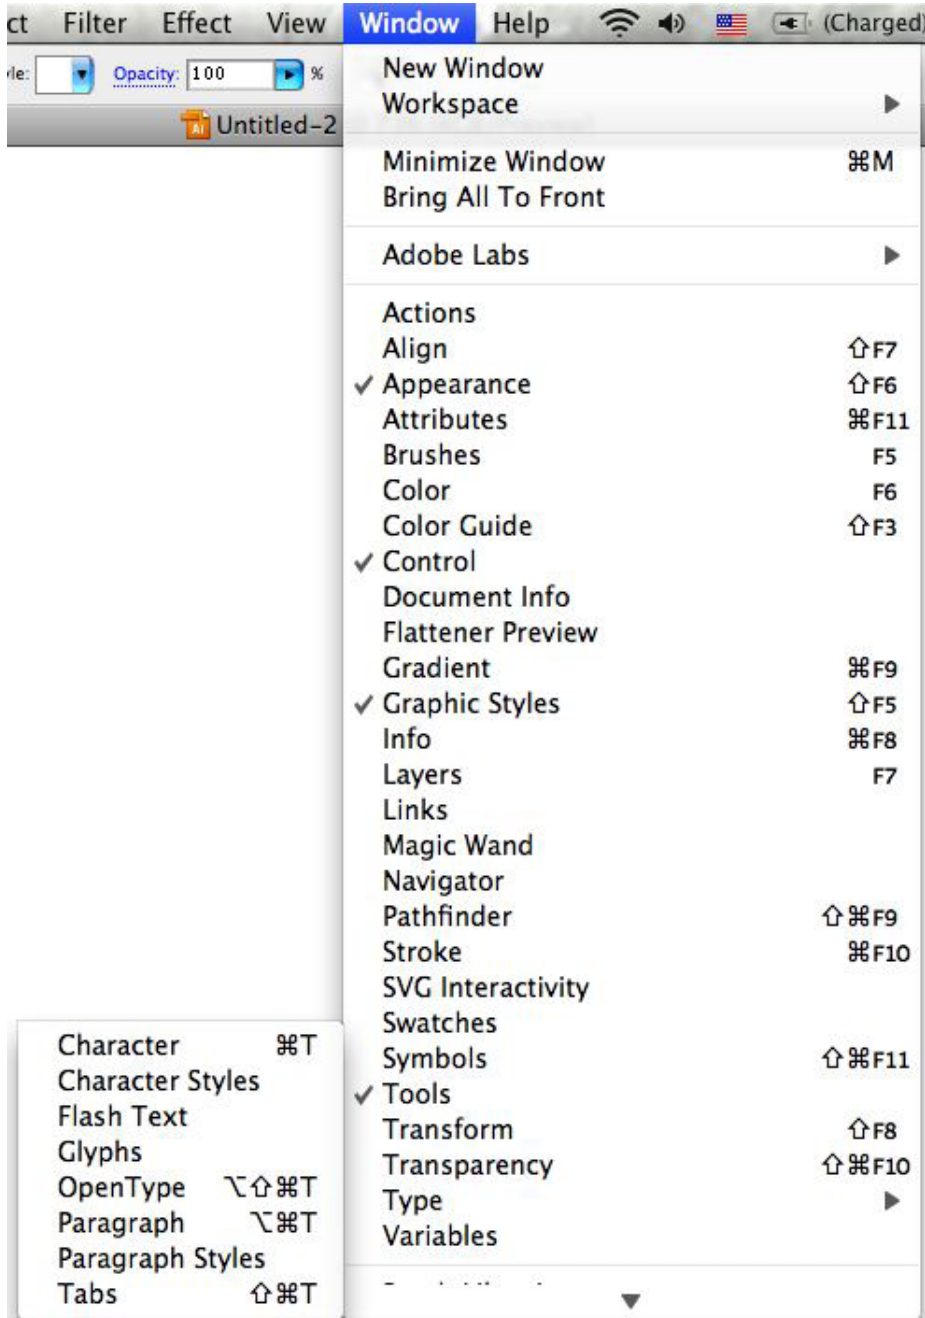 ct Filter Effect View Window Help (Charged)
le: Opacity: 100 %
Untitled-2
New Window
Workspace
Minimize Window ⌘M
Bring All To Front
Adobe Labs
Actions
Align ⇧F7
✓ Appearance ⇧F6
Attributes ⌘F11
Brushes F5
Color F6
Color Guide ⇧F3
✓ Control
Document Info
Flattener Preview
Gradient ⌘F9
✓ Graphic Styles ⇧F5
Info ⌘F8
Layers F7
Links
Magic Wand
Navigator
Pathfinder ⇧⌘F9
Stroke ⌘F10
SVG Interactivity
Swatches
Symbols ⇧⌘F11
✓ Tools
Transform ⇧F8
Transparency ⇧⌘F10
Type
Variables
Character ⌘T
Character Styles
Flash Text
Glyphs
OpenType ⌥⇧⌘T
Paragraph ⌥⌘T
Paragraph Styles
Tabs ⇧⌘T